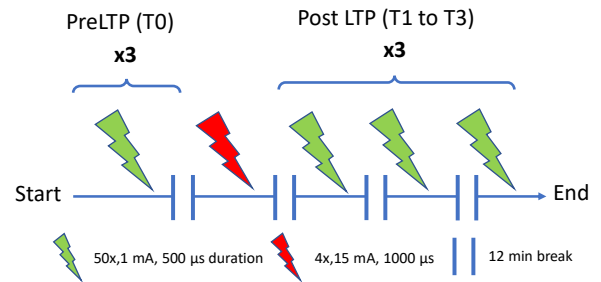 PreLTP (T0)
x3
Post LTP (T1 to T3)
x3
Start
End
50x,1 mA, 500 µs duration
4x,15 mA, 1000 µs
12 min break